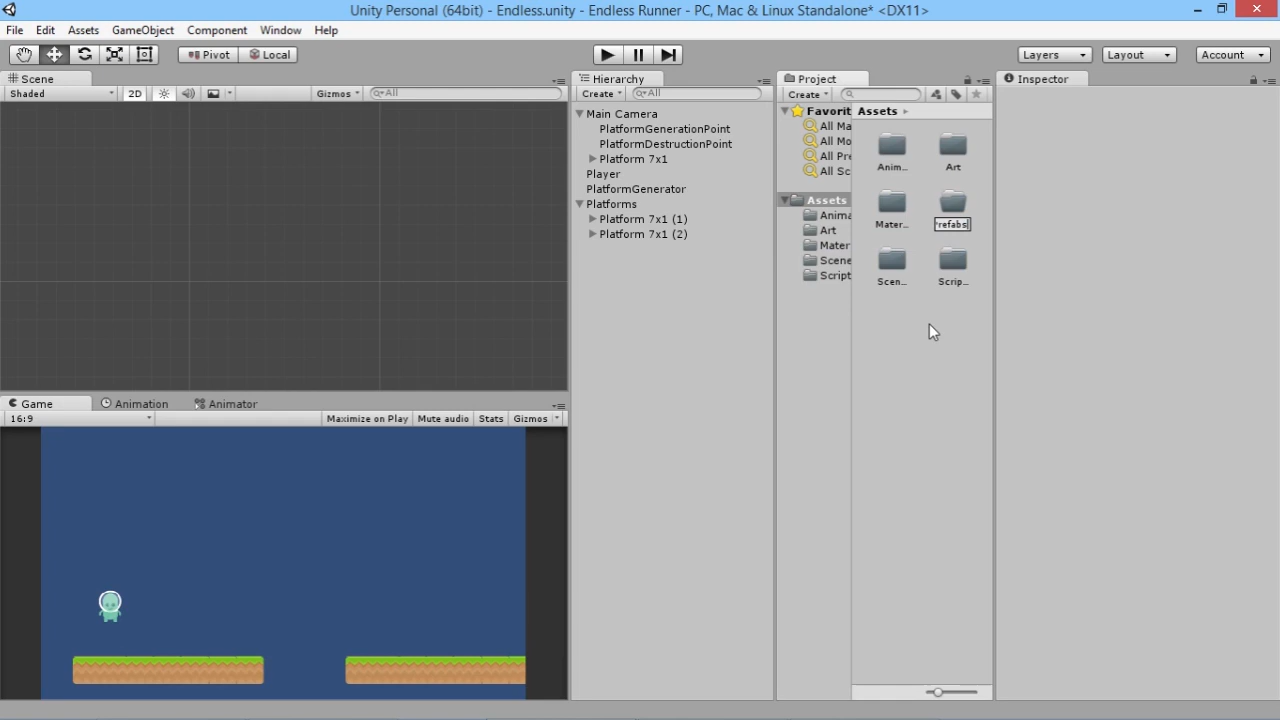 Unity Personal (64bit) - Endless.unity - Endless Runner - PC, Mac & Linux Standalone* <DX11>
File Edit Assets GameObject Component Window Help
Pivot Local Layers Layout Account
Scene
Shaded 2D Gizmos All
Hierarchy
Create All
Main Camera
PlatformGenerationPoint
PlatformDestructionPoint
Platform 7x1
Player
PlatformGenerator
Platforms
Platform 7x1 (1)
Platform 7x1 (2)
Project
Create
Favorit
All Ma
All Mo
All Pre
All Sc
Assets
Anima
Art
Mater
Scene
Script
Assets
Anim... Art
Mater... refabs
Scen... Scrip...
Inspector
Game Animation Animator
16:9 Maximize on Play Mute audio Stats Gizmos